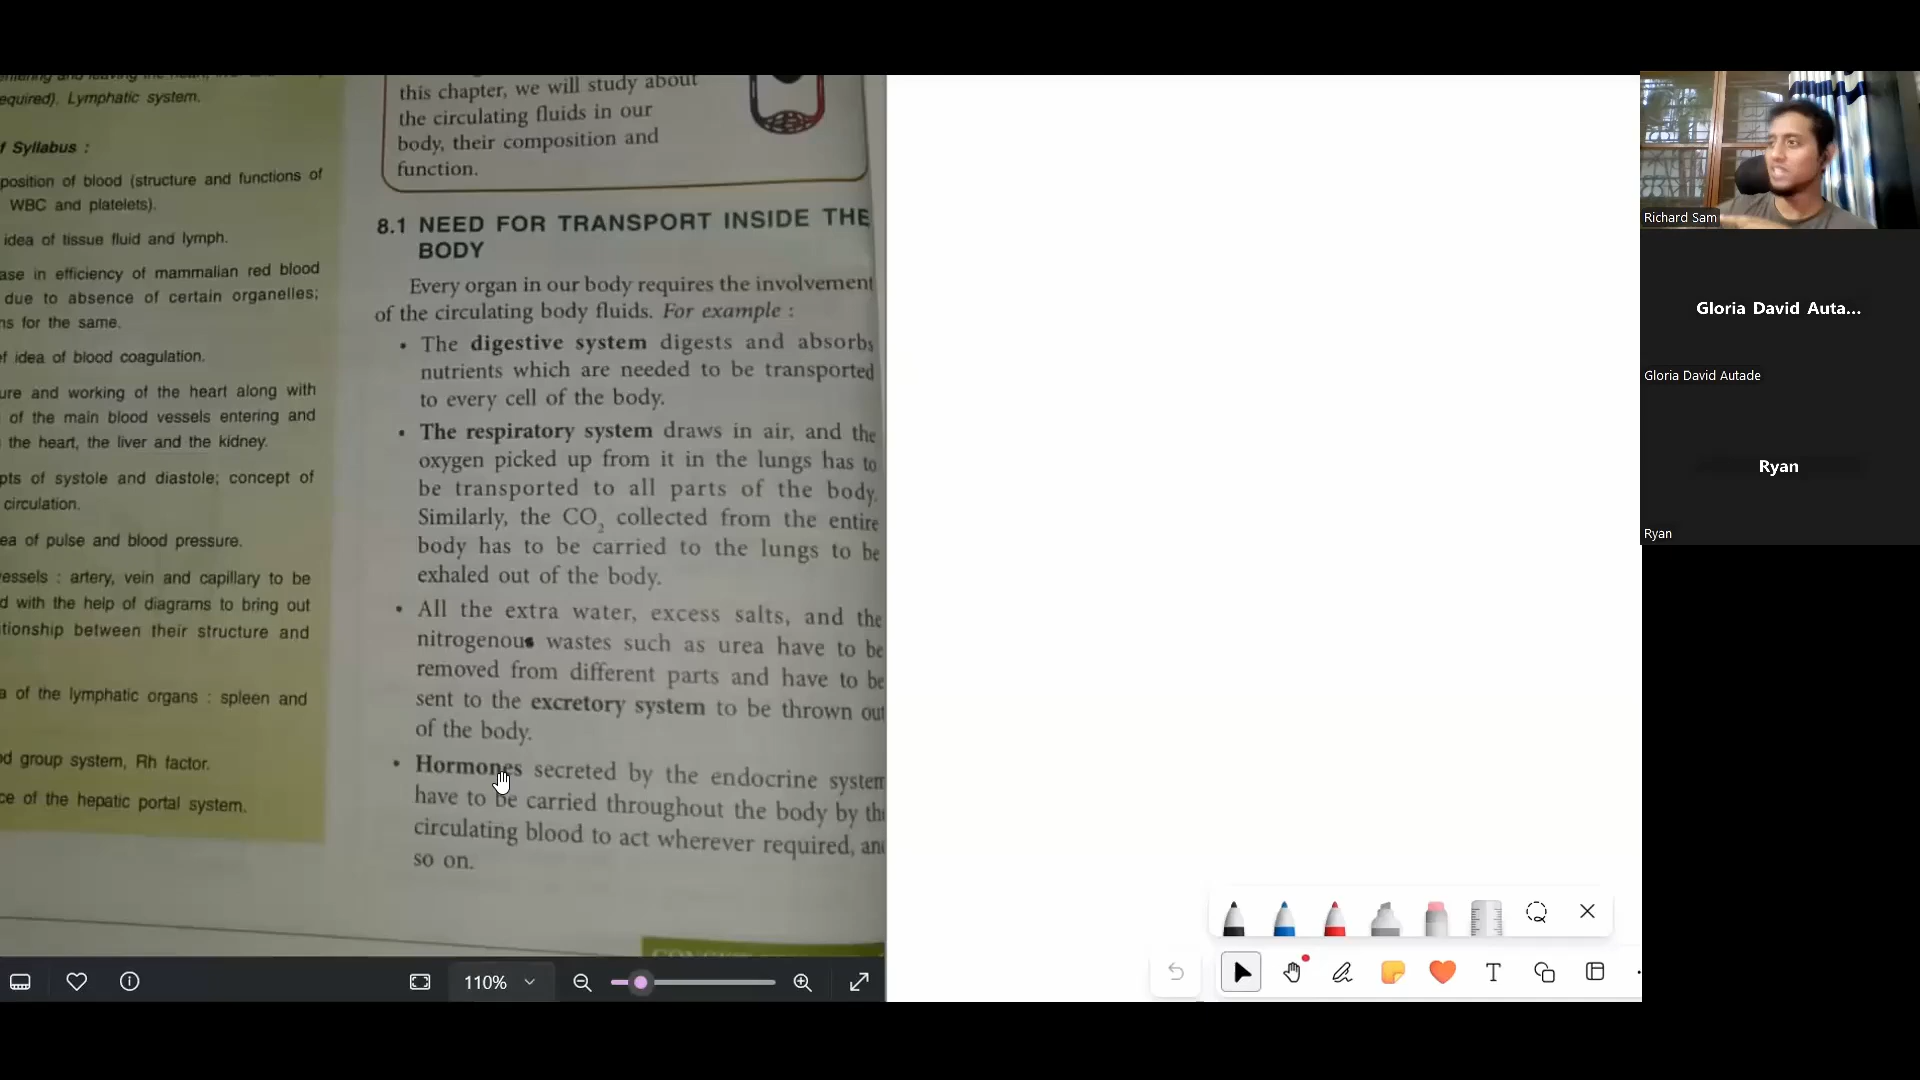 equired). Lymphatic system.
f Syllabus :
position of blood (structure and functions of
WBC and platelets).
idea of tissue fluid and lymph.
ase in efficiency of mammalian red blood
due to absence of certain organelles;
ns for the same.
ef idea of blood coagulation.
ure and working of the heart along with
of the main blood vessels entering and
the heart, the liver and the kidney.
pts of systole and diastole; concept of
circulation.
ea of pulse and blood pressure.
essels : artery, vein and capillary to be
d with the help of diagrams to bring out
tionship between their structure and
a of the lymphatic organs : spleen and
od group system, Rh factor.
ce of the hepatic portal system.
this chapter, we will study about
the circulating fluids in our
body, their composition and
function.
8.1 NEED FOR TRANSPORT INSIDE THE
BODY
Every organ in our body requires the involvement
of the circulating body fluids. For example :
• The digestive system digests and absorbs
nutrients which are needed to be transported
to every cell of the body.
• The respiratory system draws in air, and the
oxygen picked up from it in the lungs has to
be transported to all parts of the body.
Similarly, the CO₂ collected from the entire
body has to be carried to the lungs to be
exhaled out of the body.
• All the extra water, excess salts, and the
nitrogenous wastes such as urea have to be
removed from different parts and have to be
sent to the excretory system to be thrown out
of the body.
• Hormones secreted by the endocrine system
have to be carried throughout the body by the
circulating blood to act wherever required, and
so on.
110%
T
Richard Sam
Gloria David Auta...
Gloria David Autade
Ryan
Ryan